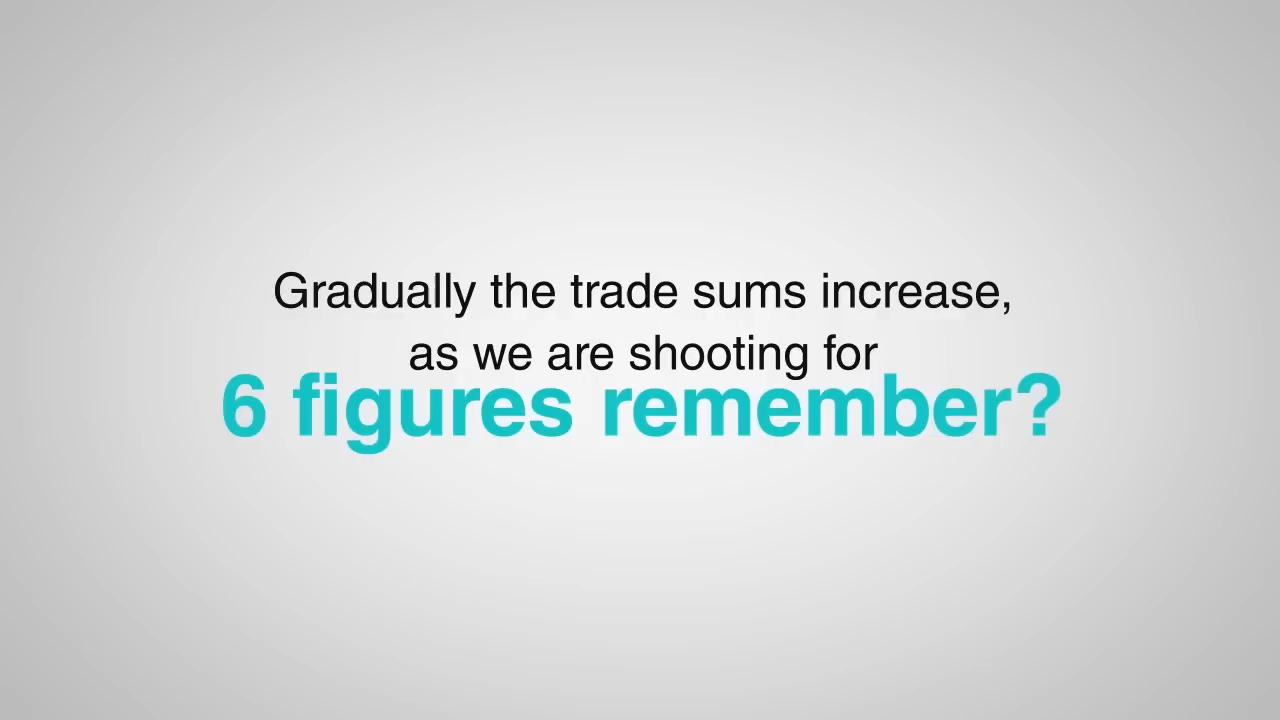 Gradually the trade sums increase,
as we are shooting for
6 figures remember?